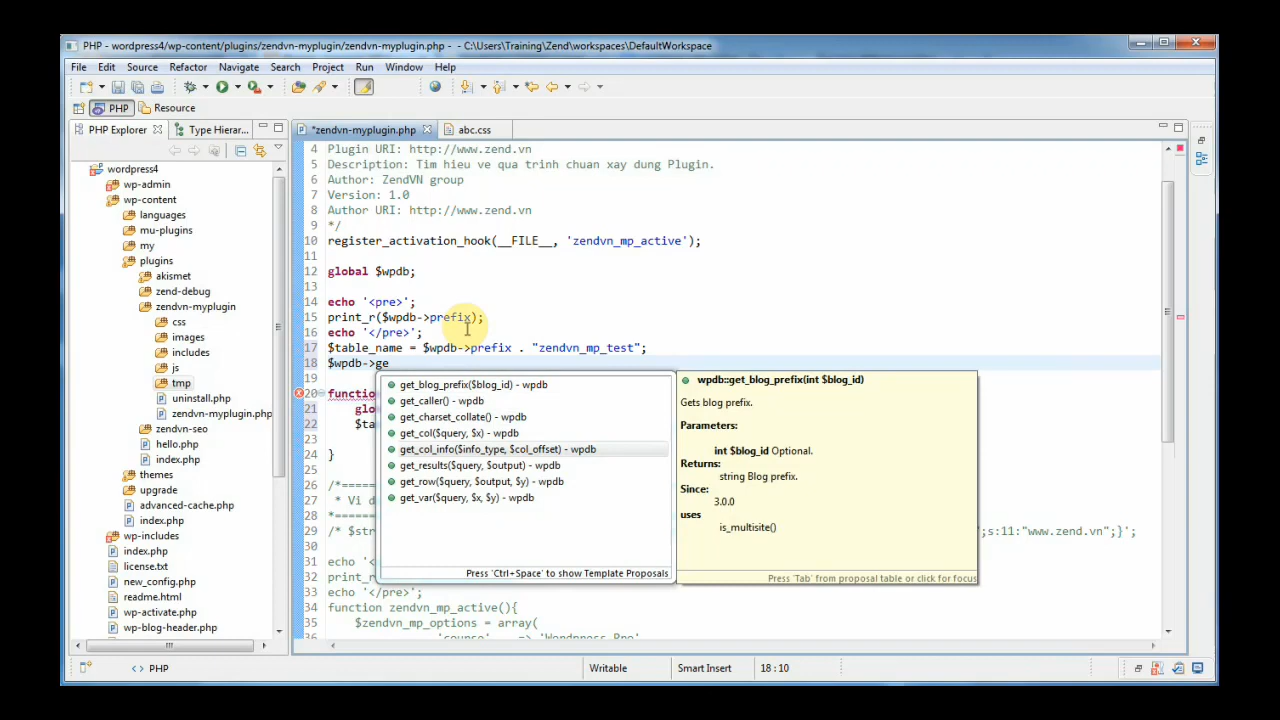 PHP - wordpress4/wp-content/plugins/zendvn-myplugin/zendvn-myplugin.php - - C:\Users\Training\Zend\workspaces\DefaultWorkspace
File Edit Source Refactor Navigate Search Project Run Window Help
PHP Resource
PHP Explorer Type Hierar...
wordpress4
wp-admin
wp-content
languages
mu-plugins
my
plugins
akismet
zend-debug
zendvn-myplugin
css
images
includes
js
tmp
uninstall.php
zendvn-myplugin.php
zendvn-seo
hello.php
index.php
themes
upgrade
advanced-cache.php
index.php
wp-includes
index.php
license.txt
new_config.php
readme.html
wp-activate.php
wp-blog-header.php
*zendvn-myplugin.php abc.css
4 Plugin URI: http://www.zend.vn
5 Description: Tim hieu ve qua trinh chuan xay dung Plugin.
6 Author: ZendVN group
7 Version: 1.0
8 Author URI: http://www.zend.vn
9 */
10 register_activation_hook(__FILE__, 'zendvn_mp_active');
11
12 global $wpdb;
13
14 echo '<pre>';
15 print_r($wpdb->prefix);
16 echo '</pre>';
17 $table_name = $wpdb->prefix . "zendvn_mp_test";
18 $wpdb->ge
19
20 functio
21 glo
22 $ta
23
24 }
25
26 /*=====
27 * Vi d
28 *=====
29 /* $str ;s:11:"www.zend.vn";}';
30
31 echo '<
32 print_r
33 echo '</pre>';
34 function zendvn_mp_active(){
35 $zendvn_mp_options = array(
36 'course' => 'Wordpress Pro'
get_blog_prefix($blog_id) - wpdb
get_caller() - wpdb
get_charset_collate() - wpdb
get_col($query, $x) - wpdb
get_col_info($info_type, $col_offset) - wpdb
get_results($query, $output) - wpdb
get_row($query, $output, $y) - wpdb
get_var($query, $x, $y) - wpdb
Press 'Ctrl+Space' to show Template Proposals
wpdb::get_blog_prefix(int $blog_id)
Gets blog prefix.
Parameters:
int $blog_id Optional.
Returns:
string Blog prefix.
Since:
3.0.0
uses
is_multisite()
Press 'Tab' from proposal table or click for focus
<> PHP Writable Smart Insert 18 : 10